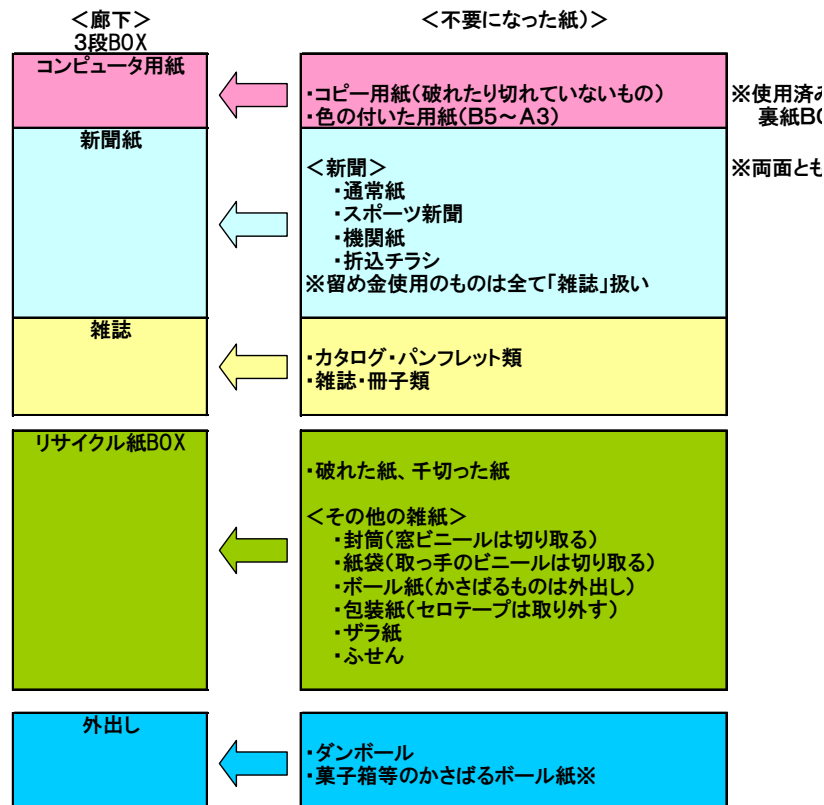 <廊下>
3段BOX
<不要になった紙)>
コンピュータ用紙
・コピー用紙(破れたり切れていないもの)
・色の付いた用紙(B5~A3)
※使用済み
裏紙BO
※両面とも
新聞紙
<新聞>
・通常紙
・スポーツ新聞
・機関紙
・折込チラシ
※留め金使用のものは全て「雑誌」扱い
雑誌
・カタログ・パンフレット類
・雑誌・冊子類
リサイクル紙BOX
・破れた紙、千切った紙
<その他の雑紙>
・封筒(窓ビニールは切り取る)
・紙袋(取っ手のビニールは切り取る)
・ボール紙(かさばるものは外出し)
・包装紙(セロテープは取り外す)
・ザラ紙
・ふせん
外出し
・ダンボール
・菓子箱等のかさばるボール紙※